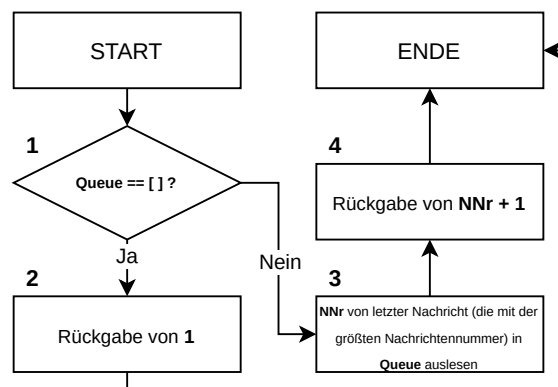 START
1
Queue == [ ] ?
Ja
Nein
2
Rückgabe von 1
3
NNr von letzter Nachricht (die mit der
größten Nachrichtennummer) in
Queue auslesen
4
Rückgabe von NNr + 1
ENDE